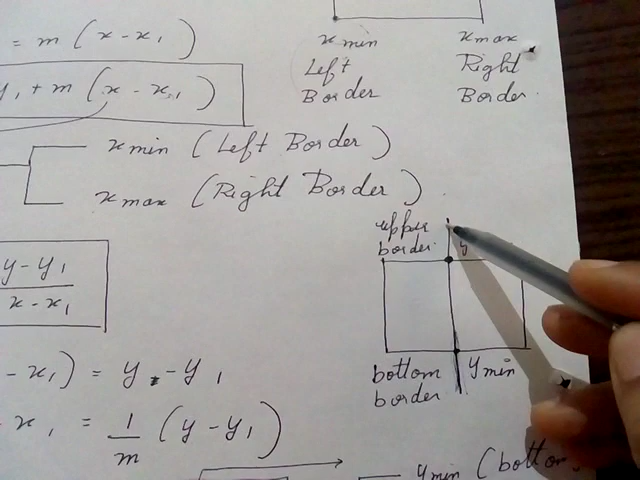 = m (x - x1)
y1 + m (x - x1)
xmin
Left
Border
xmax
Right
Border.
xmin (Left Border)
xmax (Right Border)
y - y1
x - x1
upper
border.
y
bottom
border
ymin
- x1) = y - y1
x1 = 1/m (y - y1)
ymin (bottom